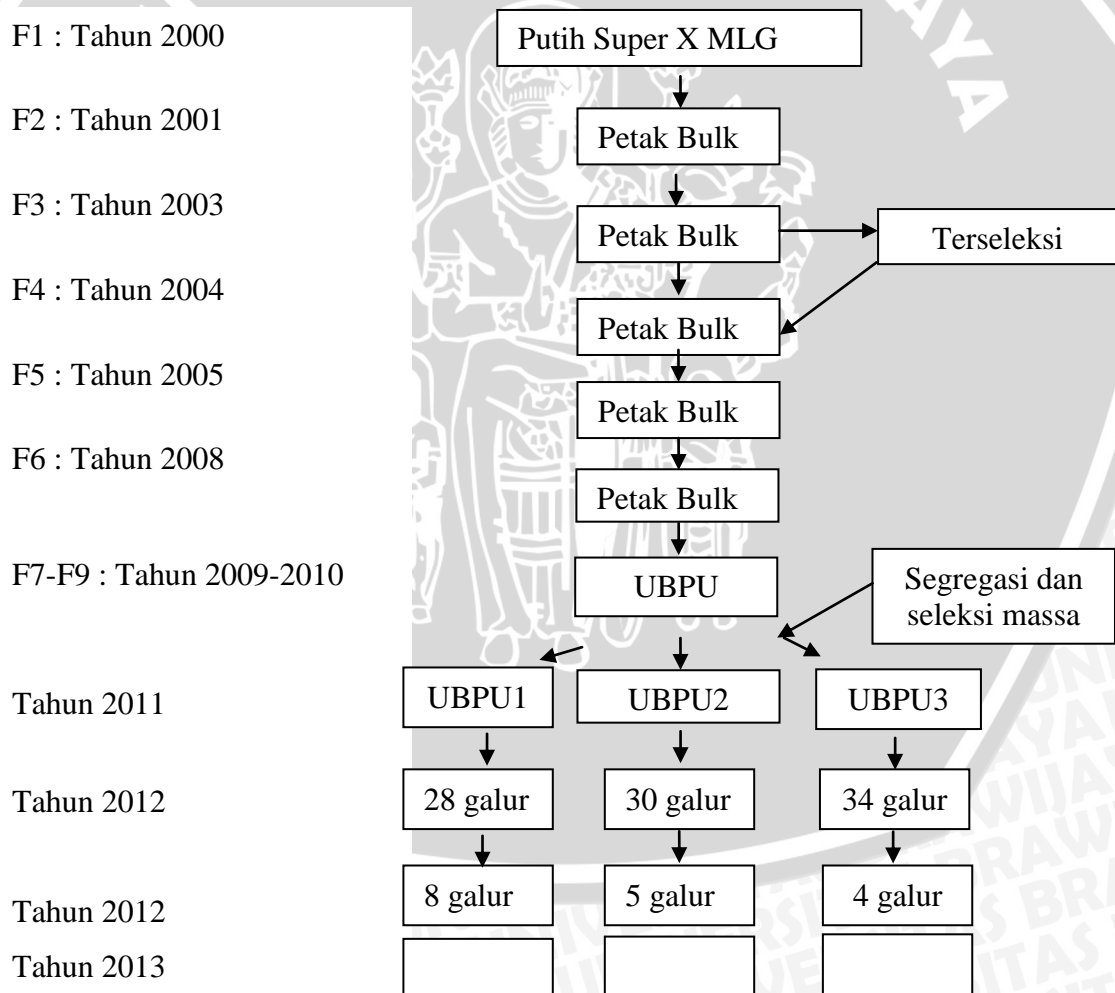 F1 : Tahun 2000
Putih Super X MLG
F2 : Tahun 2001
Petak Bulk
F3 : Tahun 2003
Petak Bulk
Terseleksi
F4 : Tahun 2004
Petak Bulk
F5 : Tahun 2005
Petak Bulk
F6 : Tahun 2008
Petak Bulk
F7-F9 : Tahun 2009-2010
UBPU
Segregasi dan
seleksi massa
Tahun 2011
UBPU1
UBPU2
UBPU3
Tahun 2012
28 galur
30 galur
34 galur
Tahun 2012
8 galur
5 galur
4 galur
Tahun 2013